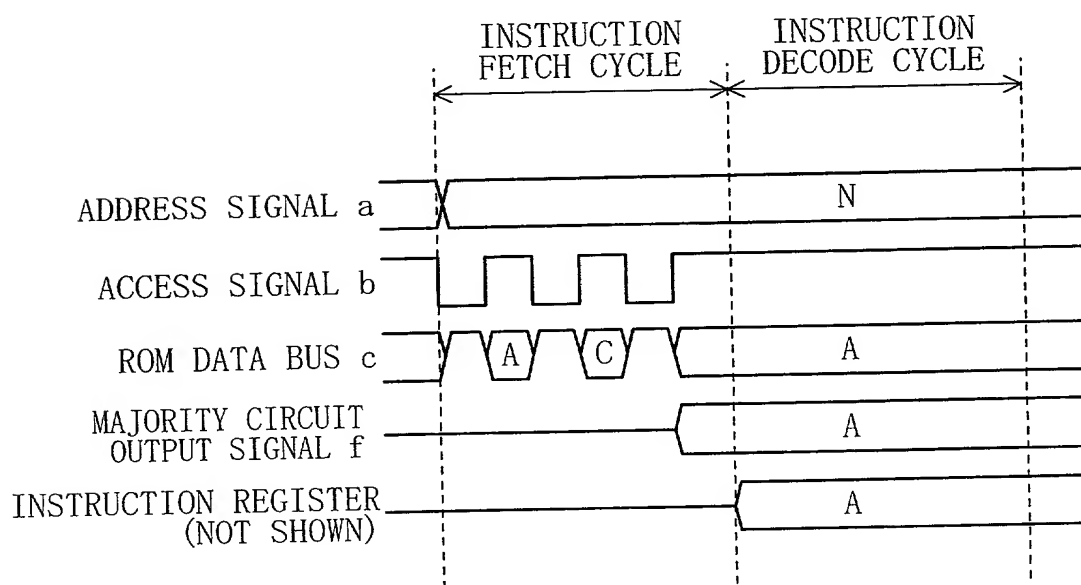 INSTRUCTION
FETCH CYCLE
INSTRUCTION
DECODE CYCLE
ADDRESS SIGNAL a
N
ACCESS SIGNAL b
ROM DATA BUS c
A
C
A
MAJORITY CIRCUIT
OUTPUT SIGNAL f
A
INSTRUCTION REGISTER
(NOT SHOWN)
A